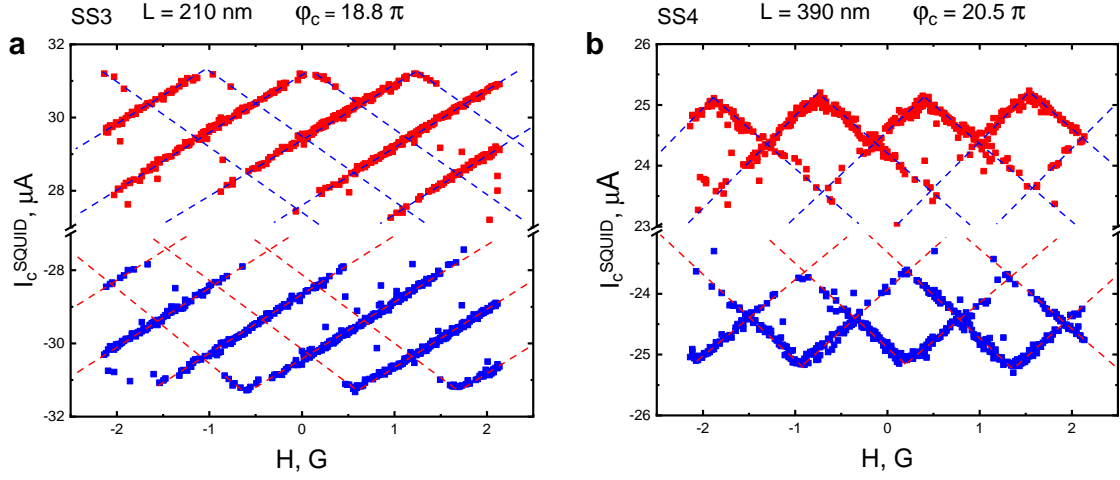 SS3 L = 210 nm φc = 18.8 π
SS4 L = 390 nm φc = 20.5 π
a
b
32
30
28
-28
-30
-32
-2
-1
0
1
2
H, G
Ic^SQUID, μA
26
25
24
23
-24
-25
-26
-2
-1
0
1
2
H, G
Ic^SQUID, μA